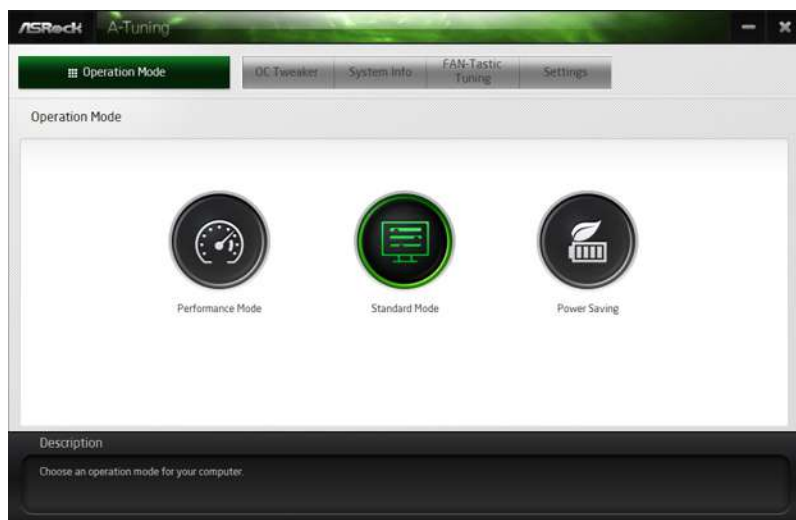 ASRock A-Tuning
Operation Mode
OC Tweaker
System Info
FAN-Tastic
Tuning
Settings
Operation Mode
Performance Mode
Standard Mode
Power Saving
Description
Choose an operation mode for your computer.